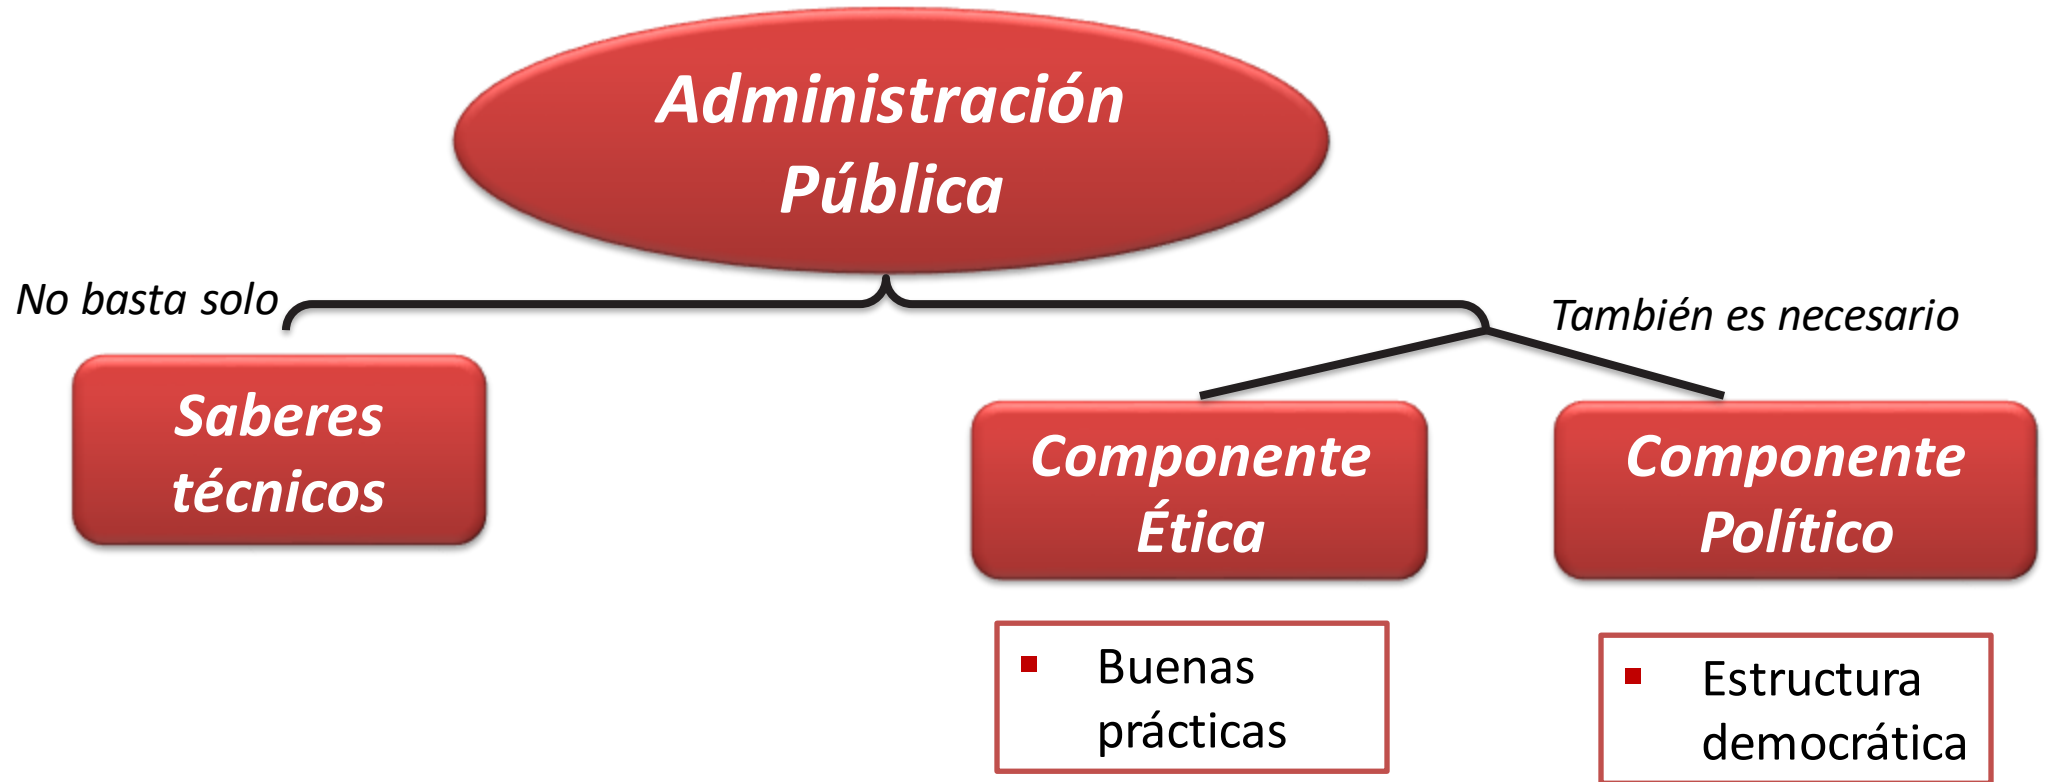 Administración
Pública
No basta solo
También es necesario
Saberes
técnicos
Componente
Ética
Componente
Político
▪ Buenas
prácticas
▪ Estructura
democrática